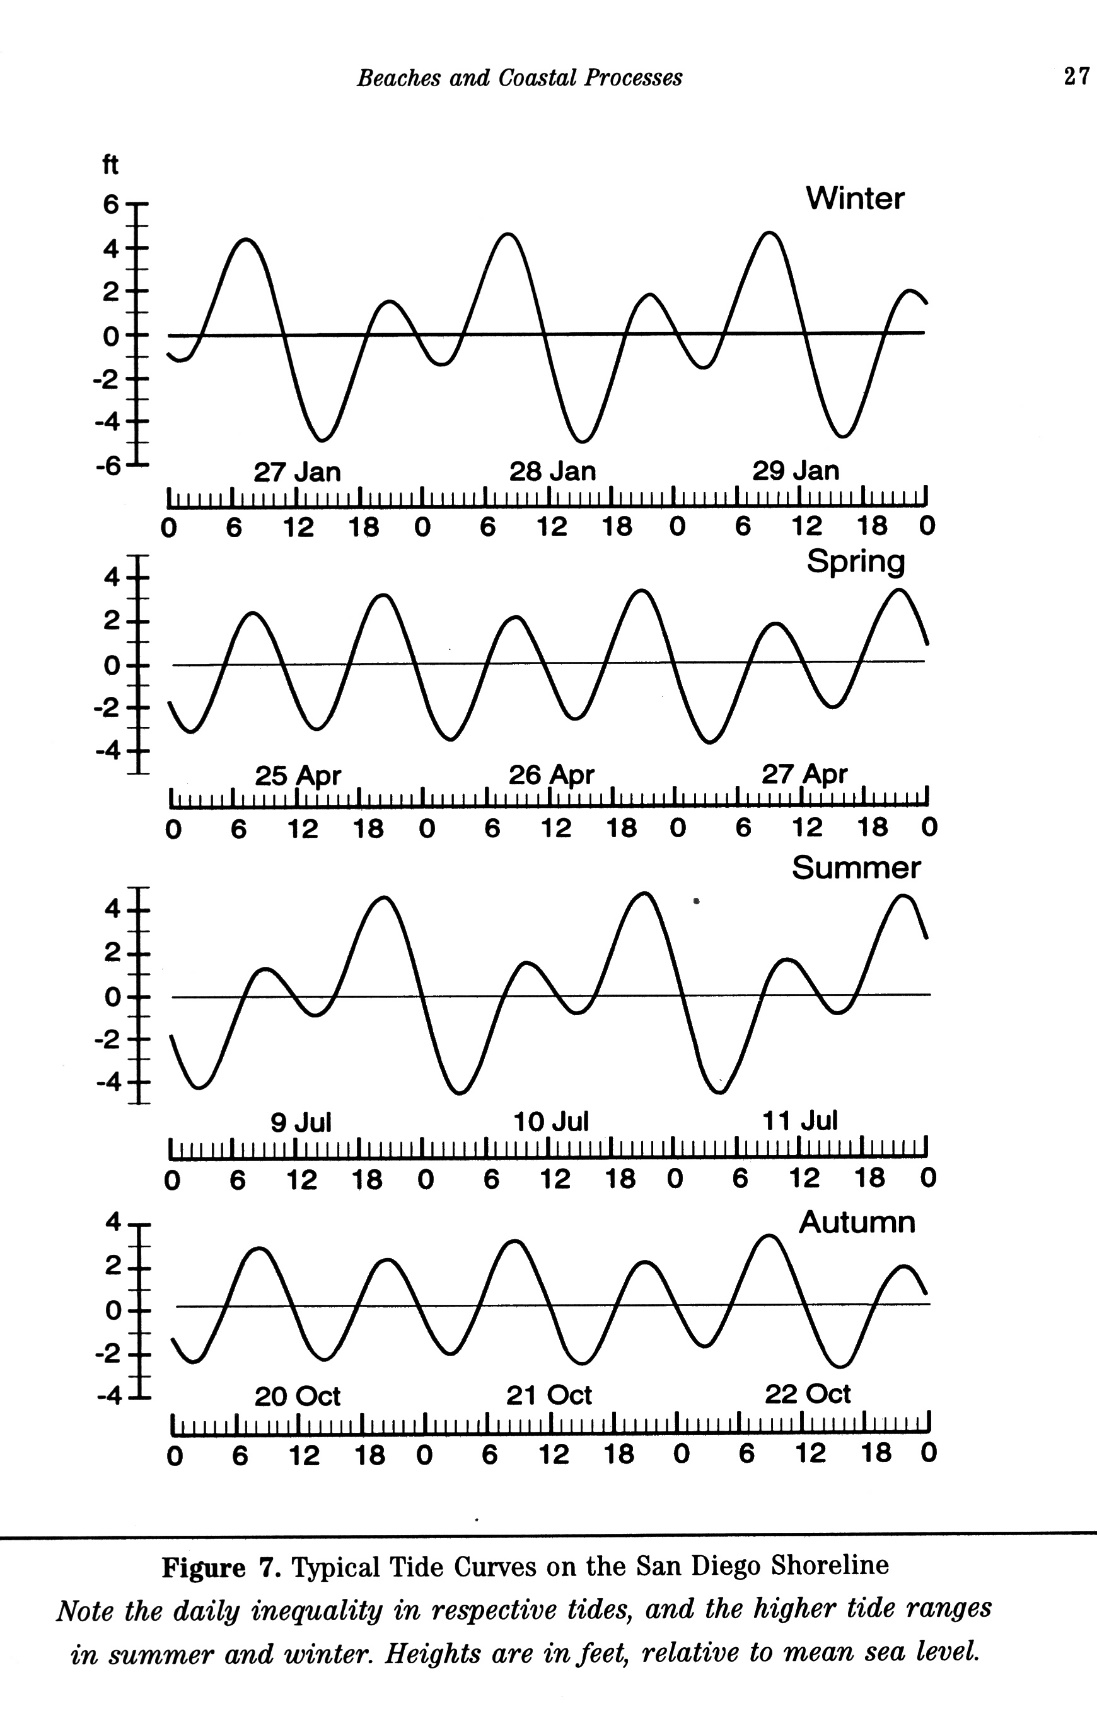 Beaches and Coastal Processes 27
ft
Winter
6
4
2
0
-2
-4
-6
27 Jan 28 Jan 29 Jan
0 6 12 18 0 6 12 18 0 6 12 18 0
Spring
4
2
0
-2
-4
25 Apr 26 Apr 27 Apr
0 6 12 18 0 6 12 18 0 6 12 18 0
Summer
4
2
0
-2
-4
9 Jul 10 Jul 11 Jul
0 6 12 18 0 6 12 18 0 6 12 18 0
Autumn
4
2
0
-2
-4
20 Oct 21 Oct 22 Oct
0 6 12 18 0 6 12 18 0 6 12 18 0
Figure 7. Typical Tide Curves on the San Diego Shoreline
Note the daily inequality in respective tides, and the higher tide ranges
in summer and winter. Heights are in feet, relative to mean sea level.